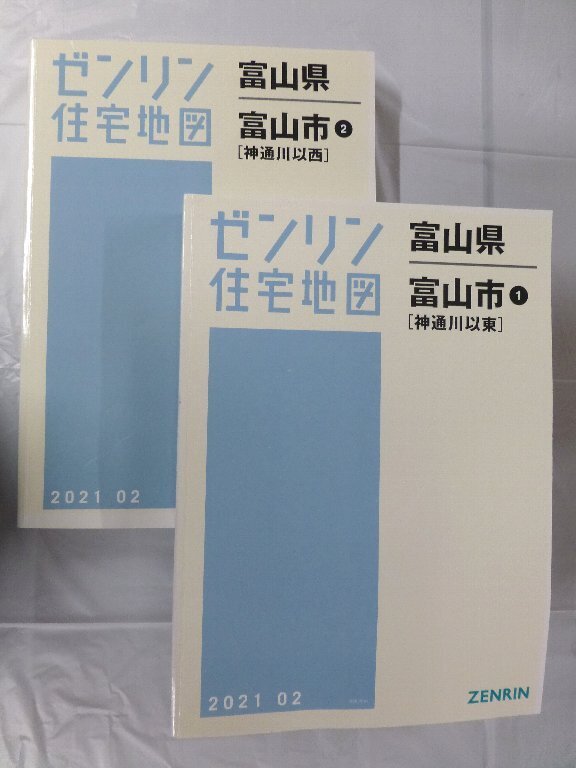 ゼンリン
住宅地図
富山県
富山市❷
[神通川以西]
2021 02
ゼンリン
住宅地図
富山県
富山市❶
[神通川以東]
2021 02
ZENRIN